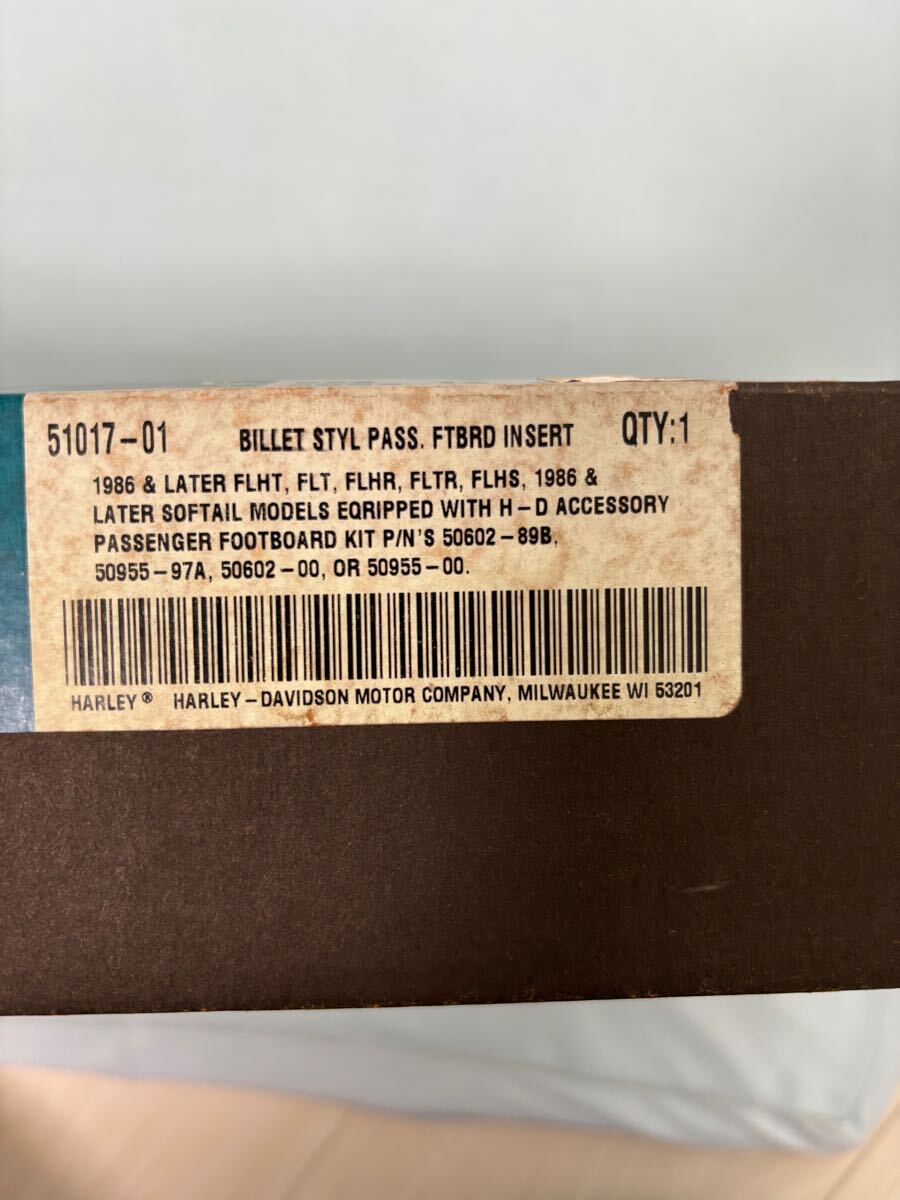 51017-01 BILLET STYL PASS. FTBRD INSERT QTY:1
1986 & LATER FLHT, FLT, FLHR, FLTR, FLHS, 1986 &
LATER SOFTAIL MODELS EQRIPPED WITH H-D ACCESSORY
PASSENGER FOOTBOARD KIT P/N'S 50602-89B,
50955-97A, 50602-00, OR 50955-00.
HARLEY® HARLEY-DAVIDSON MOTOR COMPANY, MILWAUKEE WI 53201